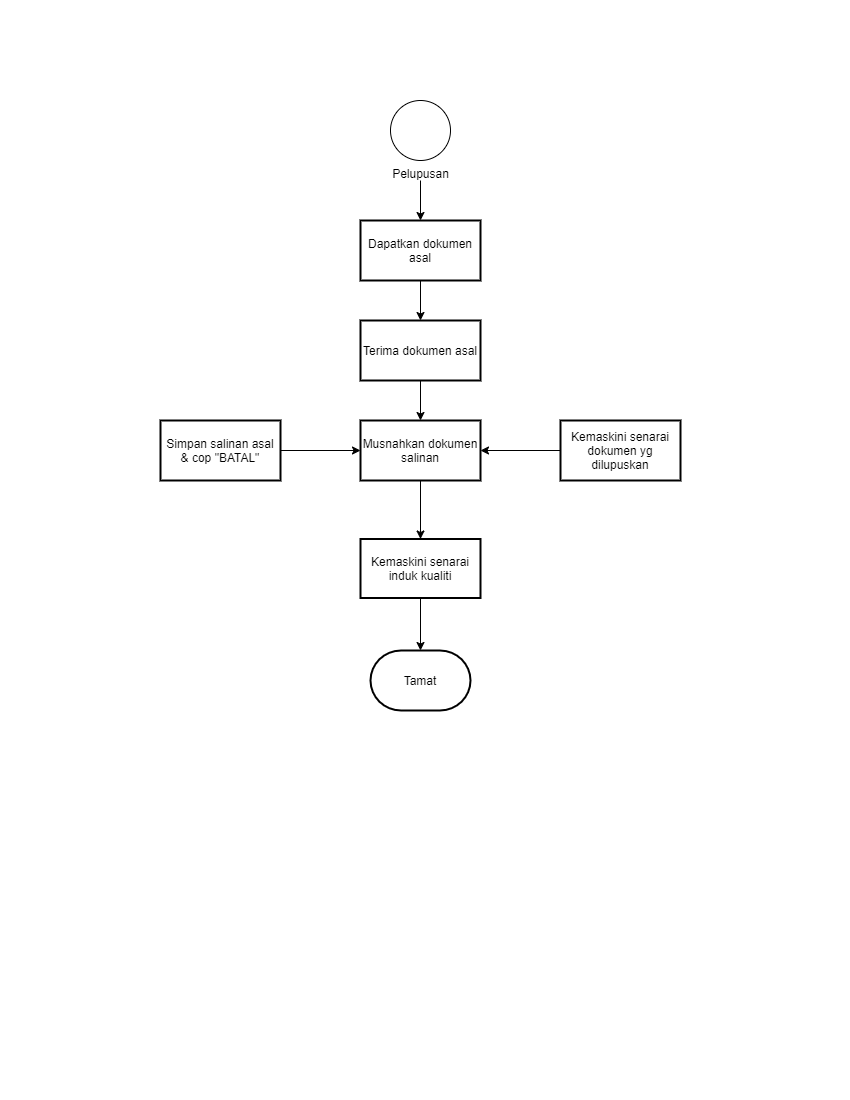 Pelupusan
Dapatkan dokumen
asal
Terima dokumen asal
Simpan salinan asal
& cop "BATAL"
Musnahkan dokumen
salinan
Kemaskini senarai
dokumen yg
dilupuskan
Kemaskini senarai
induk kualiti
Tamat